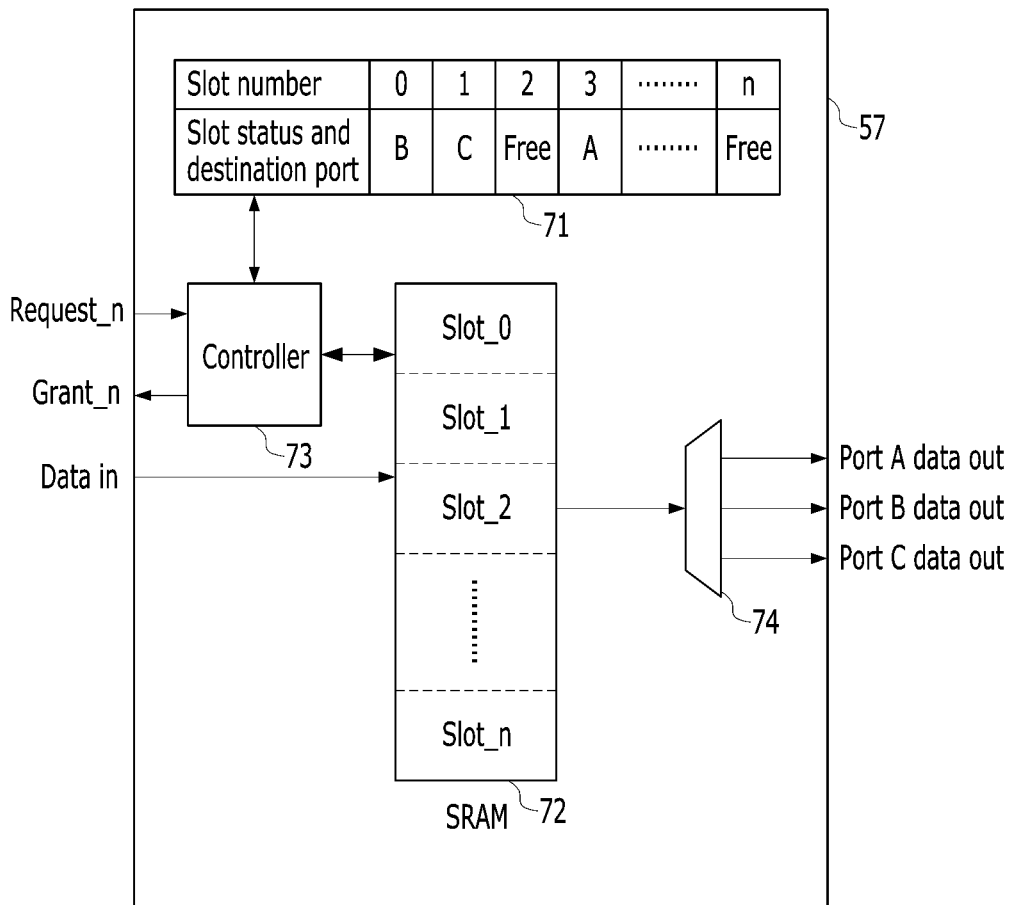 Slot number 0 1 2 3 ........ n
Slot status and
destination port B C Free A ........ Free
57
71
Request_n
Grant_n
Controller
73
Data in
Slot_0
Slot_1
Slot_2
Slot_n
SRAM
72
74
Port A data out
Port B data out
Port C data out